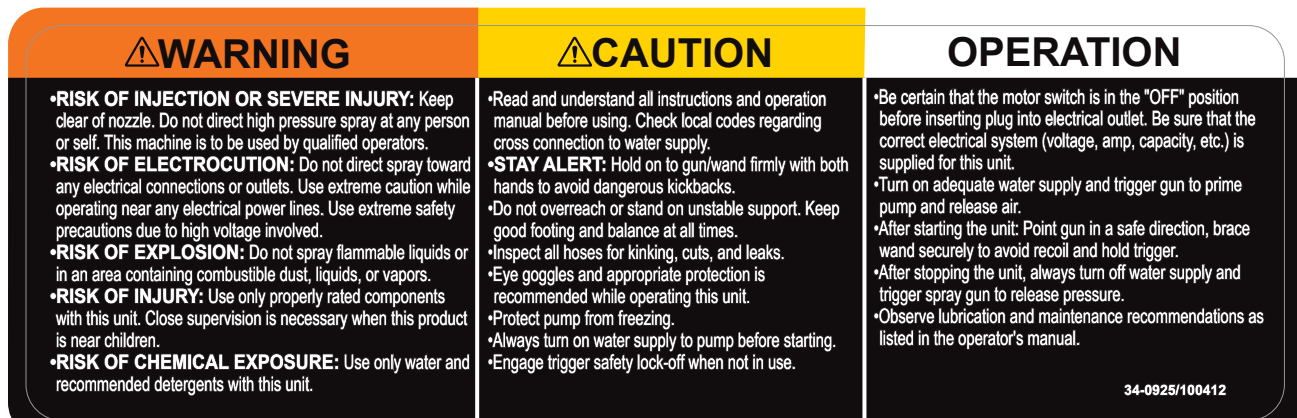 ⚠WARNING
•RISK OF INJECTION OR SEVERE INJURY: Keep
clear of nozzle. Do not direct high pressure spray at any person
or self. This machine is to be used by qualified operators.
•RISK OF ELECTROCUTION: Do not direct spray toward
any electrical connections or outlets. Use extreme caution while
operating near any electrical power lines. Use extreme safety
precautions due to high voltage involved.
•RISK OF EXPLOSION: Do not spray flammable liquids or
in an area containing combustible dust, liquids, or vapors.
•RISK OF INJURY: Use only properly rated components
with this unit. Close supervision is necessary when this product
is near children.
•RISK OF CHEMICAL EXPOSURE: Use only water and
recommended detergents with this unit.
⚠CAUTION
•Read and understand all instructions and operation
manual before using. Check local codes regarding
cross connection to water supply.
•STAY ALERT: Hold on to gun/wand firmly with both
hands to avoid dangerous kickbacks.
•Do not overreach or stand on unstable support. Keep
good footing and balance at all times.
•Inspect all hoses for kinking, cuts, and leaks.
•Eye goggles and appropriate protection is
recommended while operating this unit.
•Protect pump from freezing.
•Always turn on water supply to pump before starting.
•Engage trigger safety lock-off when not in use.
OPERATION
•Be certain that the motor switch is in the "OFF" position
before inserting plug into electrical outlet. Be sure that the
correct electrical system (voltage, amp, capacity, etc.) is
supplied for this unit.
•Turn on adequate water supply and trigger gun to prime
pump and release air.
•After starting the unit: Point gun in a safe direction, brace
wand securely to avoid recoil and hold trigger.
•After stopping the unit, always turn off water supply and
trigger spray gun to release pressure.
•Observe lubrication and maintenance recommendations as
listed in the operator's manual.
34-0925/100412